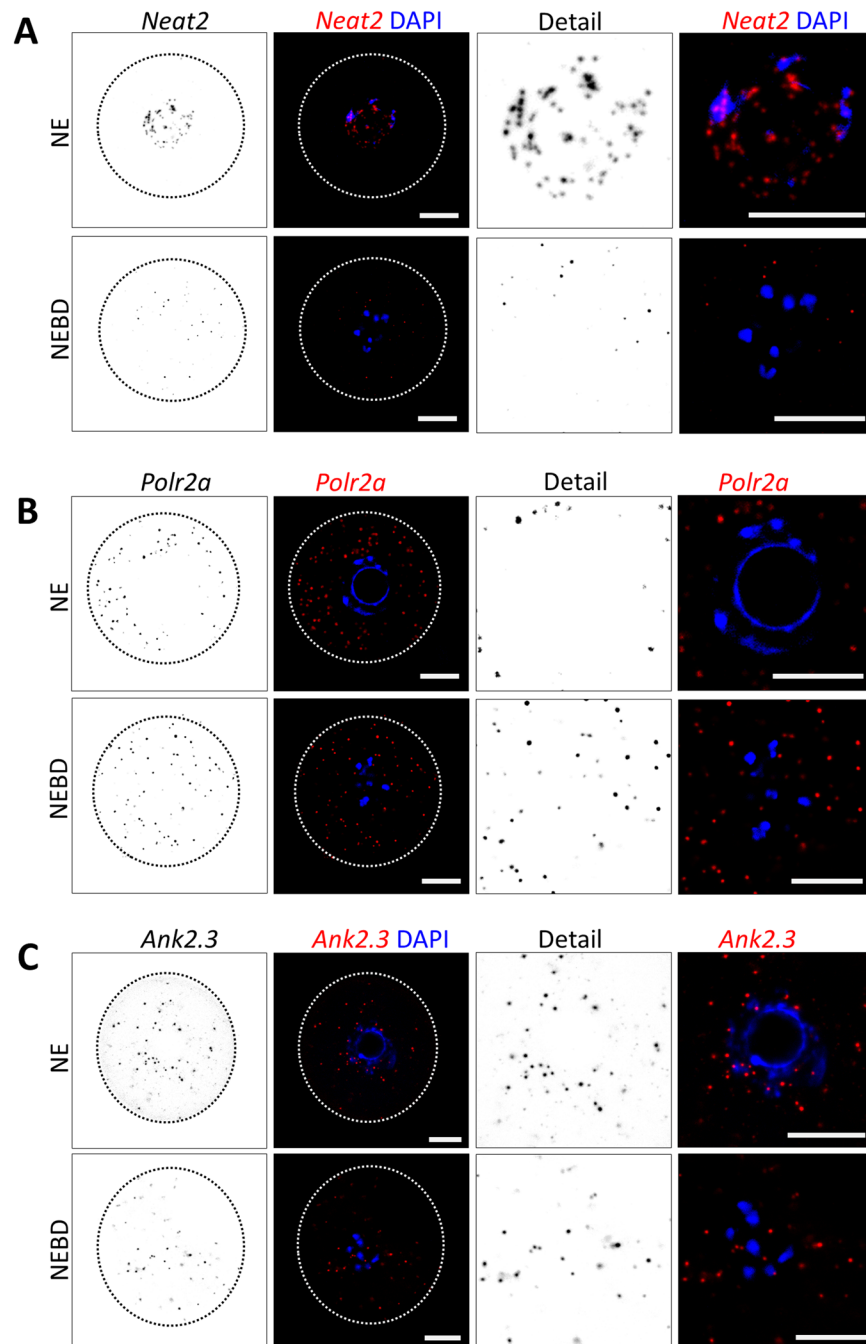 A
Neat2
Neat2 DAPI
Detail
Neat2 DAPI
NE
NEBD
B
Polr2a
Polr2a
Detail
Polr2a
NE
NEBD
C
Ank2.3
Ank2.3 DAPI
Detail
Ank2.3
NE
NEBD